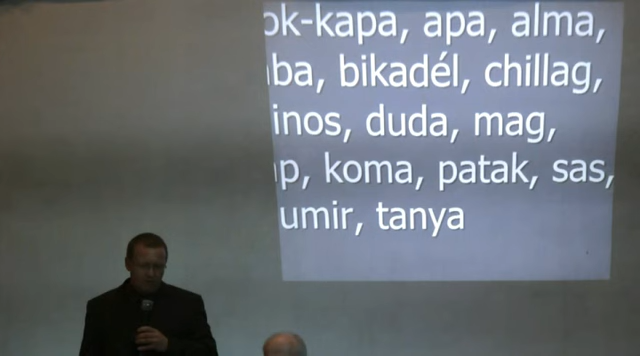 ok-kapa, apa, alma,
ba, bikadél, chillag,
inos, duda, mag,
p, koma, patak, sas,
umir, tanya